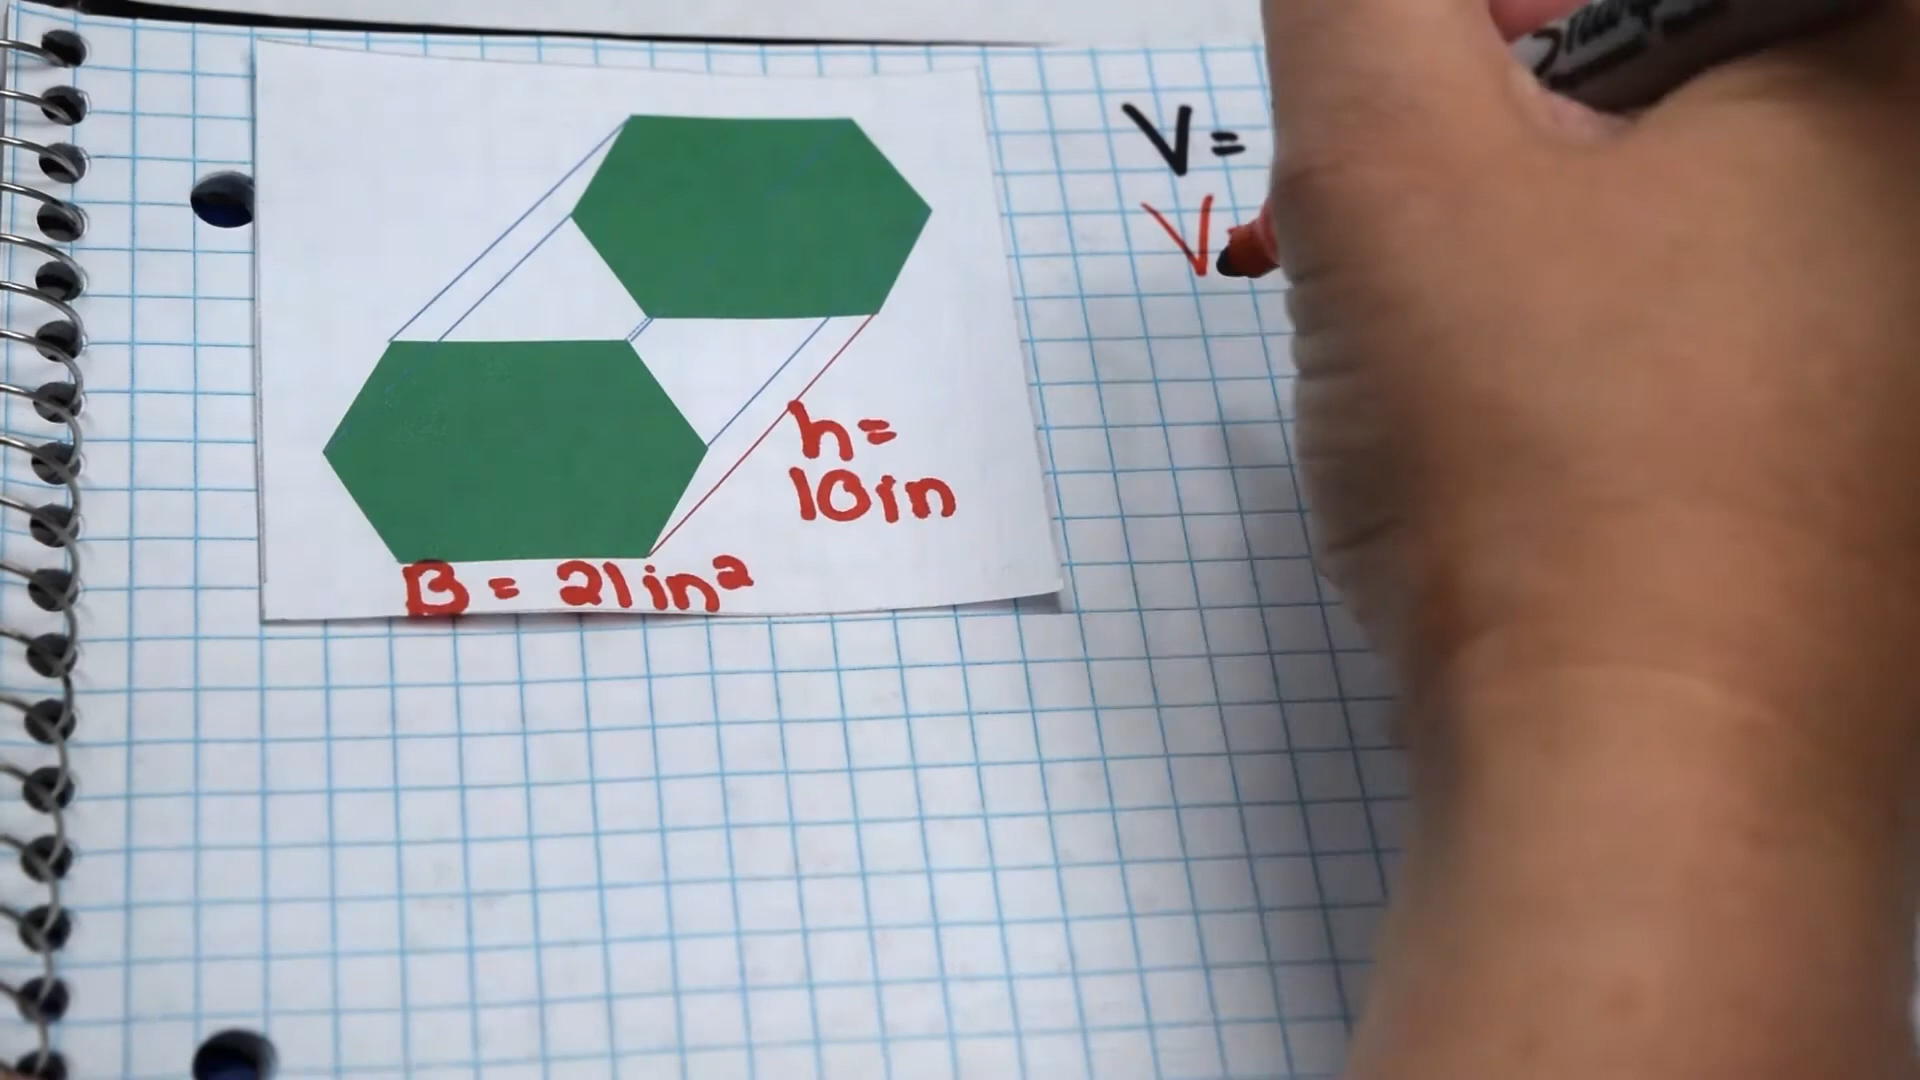 V=
V
h=
10in
B = 21in²